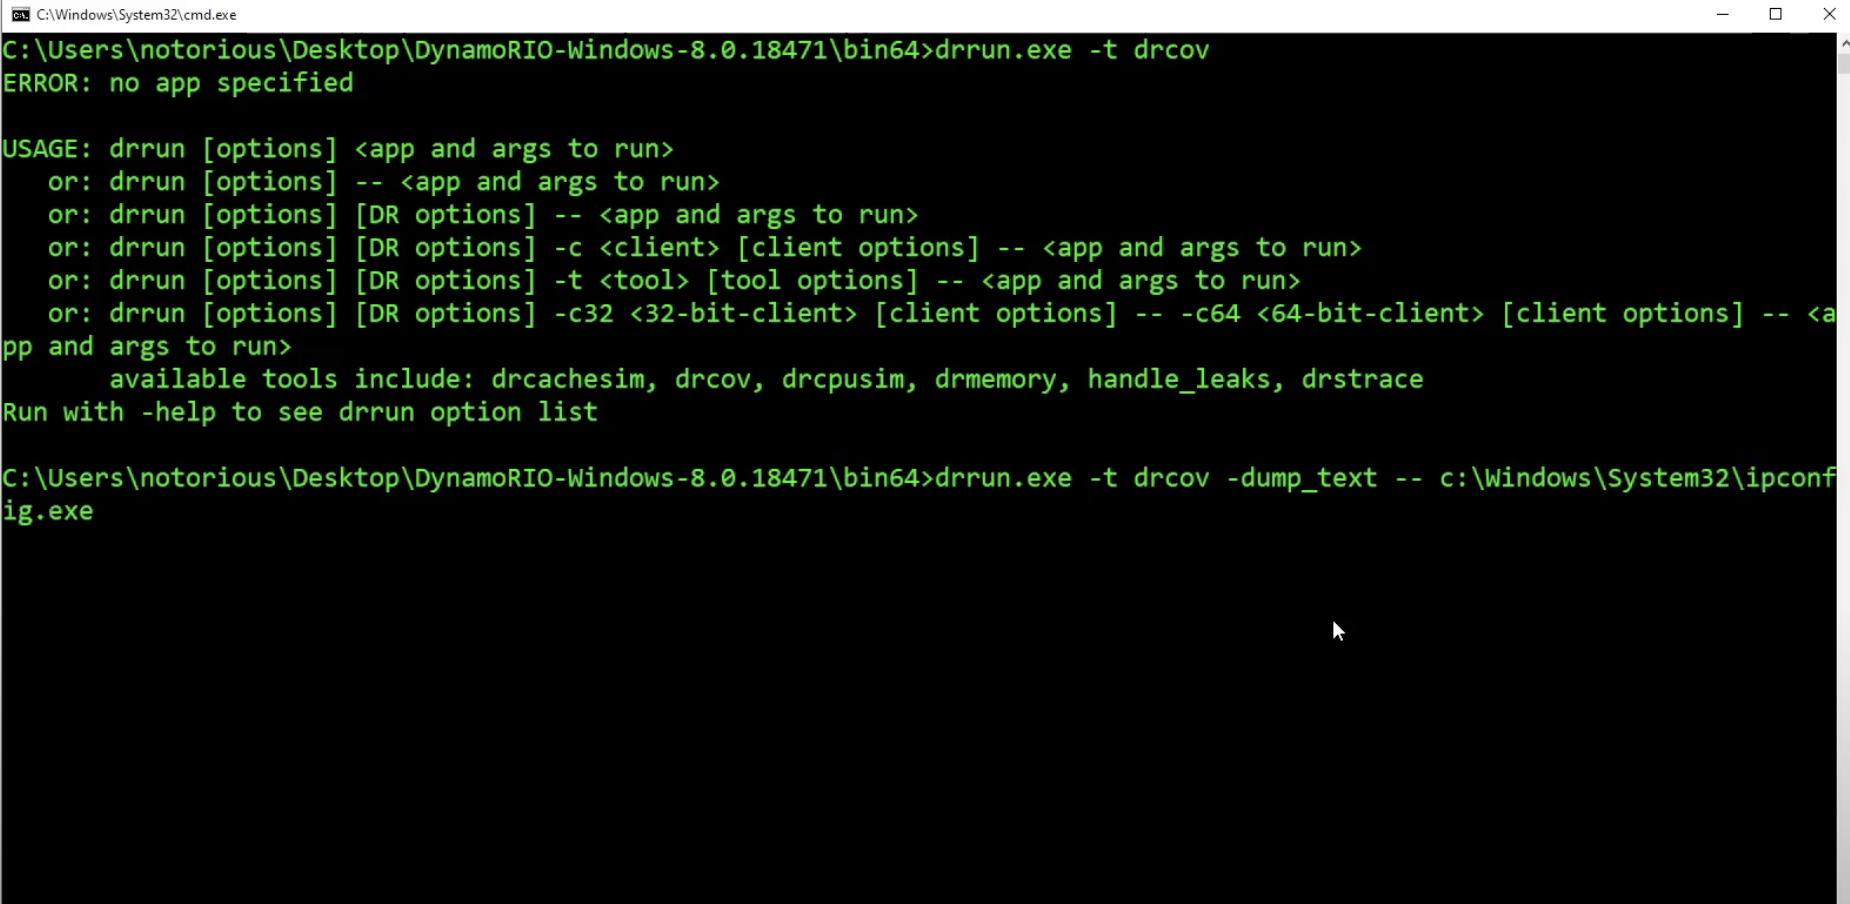 C:\Windows\System32\cmd.exe
C:\Users\notorious\Desktop\DynamoRIO-Windows-8.0.18471\bin64>drrun.exe -t drcov
ERROR: no app specified
USAGE: drrun [options] <app and args to run>
or: drrun [options] -- <app and args to run>
or: drrun [options] [DR options] -- <app and args to run>
or: drrun [options] [DR options] -c <client> [client options] -- <app and args to run>
or: drrun [options] [DR options] -t <tool> [tool options] -- <app and args to run>
or: drrun [options] [DR options] -c32 <32-bit-client> [client options] -- -c64 <64-bit-client> [client options] -- <a
pp and args to run>
available tools include: drcachesim, drcov, drcpusim, drmemory, handle_leaks, drstrace
Run with -help to see drrun option list
C:\Users\notorious\Desktop\DynamoRIO-Windows-8.0.18471\bin64>drrun.exe -t drcov -dump_text -- c:\Windows\System32\ipconf
ig.exe